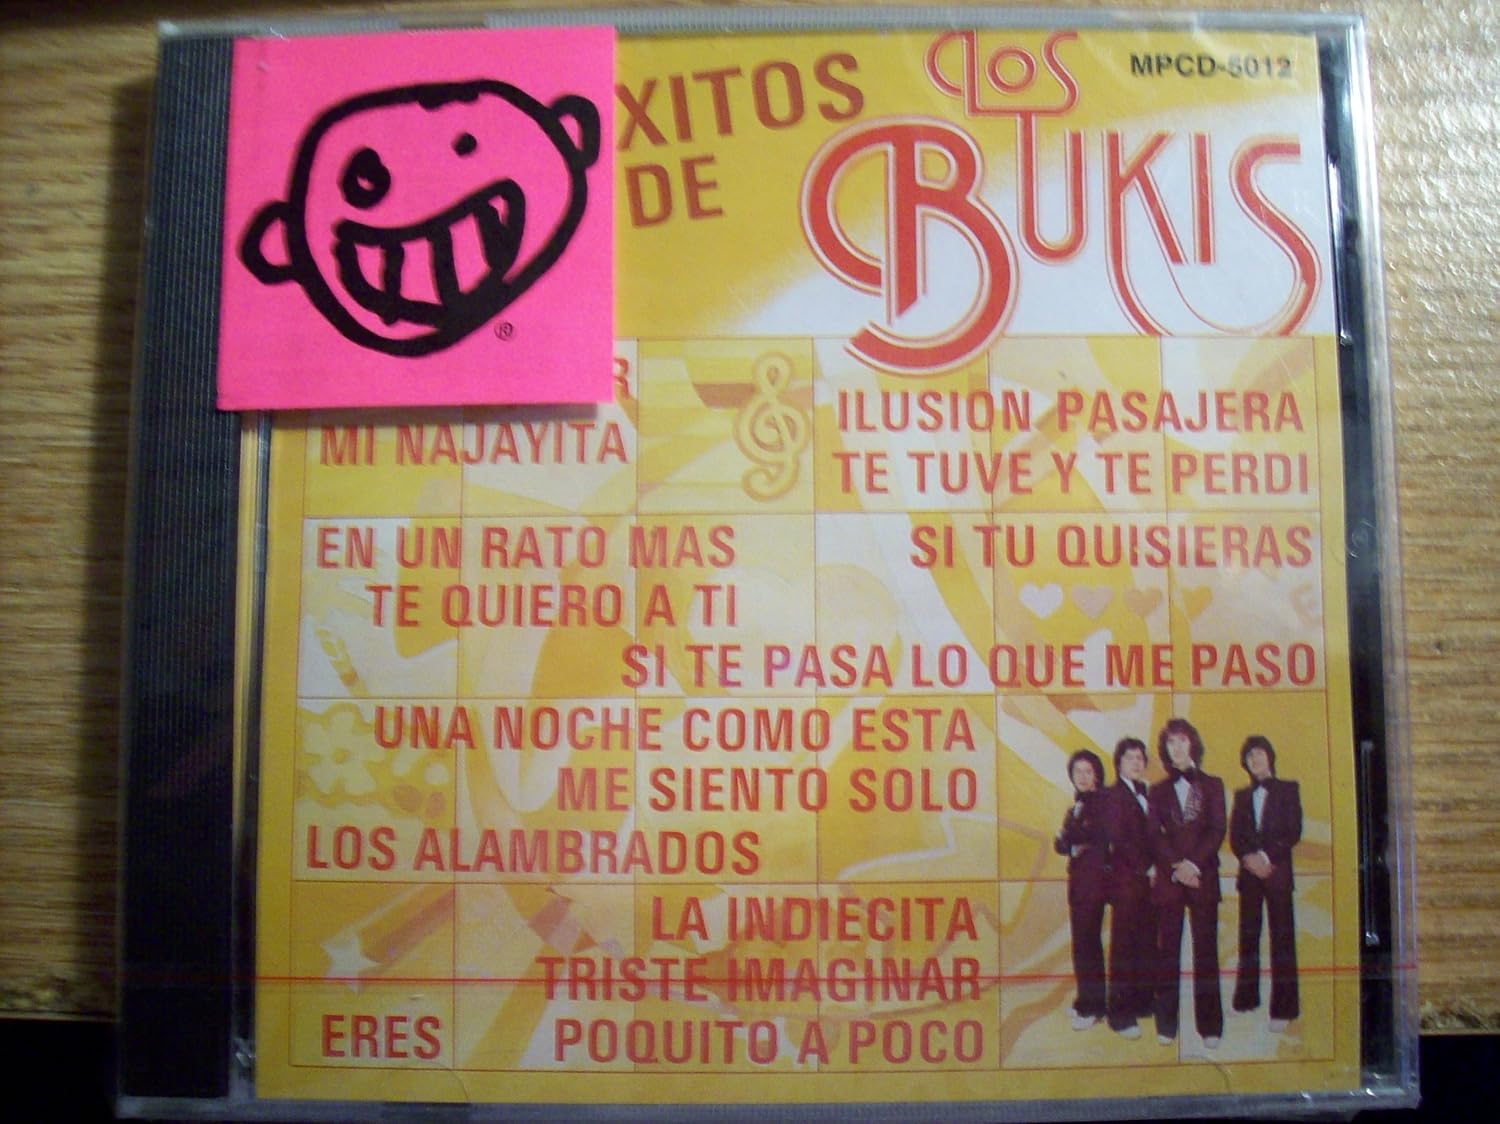 XITOS
DE
LOS
BUKIS
MPCD-5012
®
MI NAJAYITA
ILUSION PASAJERA
TE TUVE Y TE PERDI
EN UN RATO MAS
SI TU QUISIERAS
TE QUIERO A TI
SI TE PASA LO QUE ME PASO
UNA NOCHE COMO ESTA
ME SIENTO SOLO
LOS ALAMBRADOS
LA INDIECITA
TRISTE IMAGINAR
ERES
POQUITO A POCO